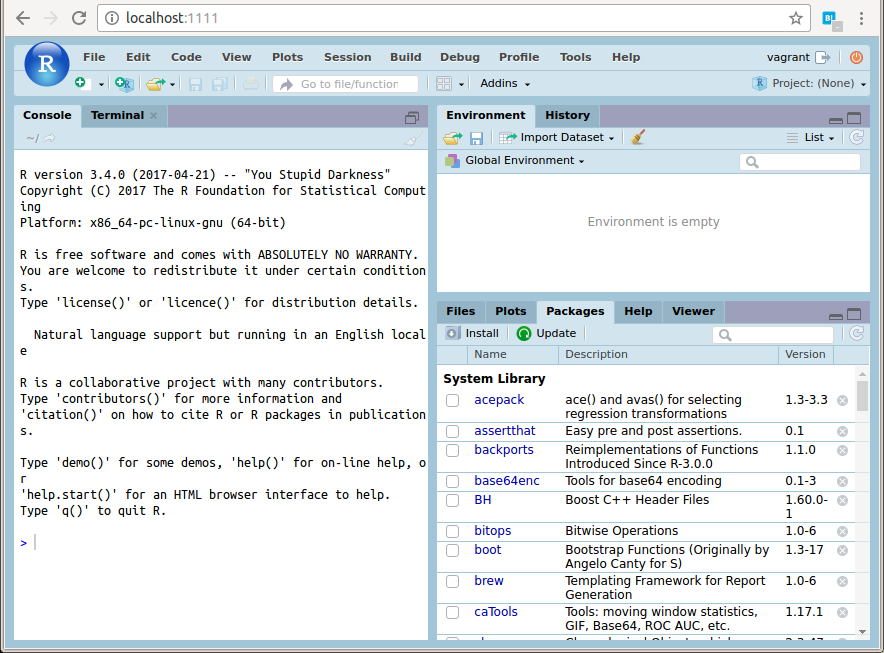 localhost:1111
R
File Edit Code View Plots Session Build Debug Profile Tools Help
vagrant
Go to file/function
Addins
Project: (None)
Console Terminal
~/
R version 3.4.0 (2017-04-21) -- "You Stupid Darkness"
Copyright (C) 2017 The R Foundation for Statistical Comput
ing
Platform: x86_64-pc-linux-gnu (64-bit)
R is free software and comes with ABSOLUTELY NO WARRANTY.
You are welcome to redistribute it under certain condition
s.
Type 'license()' or 'licence()' for distribution details.
Natural language support but running in an English local
e
R is a collaborative project with many contributors.
Type 'contributors()' for more information and
'citation()' on how to cite R or R packages in publication
s.
Type 'demo()' for some demos, 'help()' for on-line help, o
r
'help.start()' for an HTML browser interface to help.
Type 'q()' to quit R.
>
Environment History
Import Dataset
List
Global Environment
Environment is empty
Files Plots Packages Help Viewer
Install Update
Name Description Version
System Library
acepack ace() and avas() for selecting 1.3-3.3
regression transformations
assertthat Easy pre and post assertions. 0.1
backports Reimplementations of Functions 1.1.0
Introduced Since R-3.0.0
base64enc Tools for base64 encoding 0.1-3
BH Boost C++ Header Files 1.60.0-
1
bitops Bitwise Operations 1.0-6
boot Bootstrap Functions (Originally by 1.3-17
Angelo Canty for S)
brew Templating Framework for Report 1.0-6
Generation
caTools Tools: moving window statistics, 1.17.1
GIF, Base64, ROC AUC, etc.